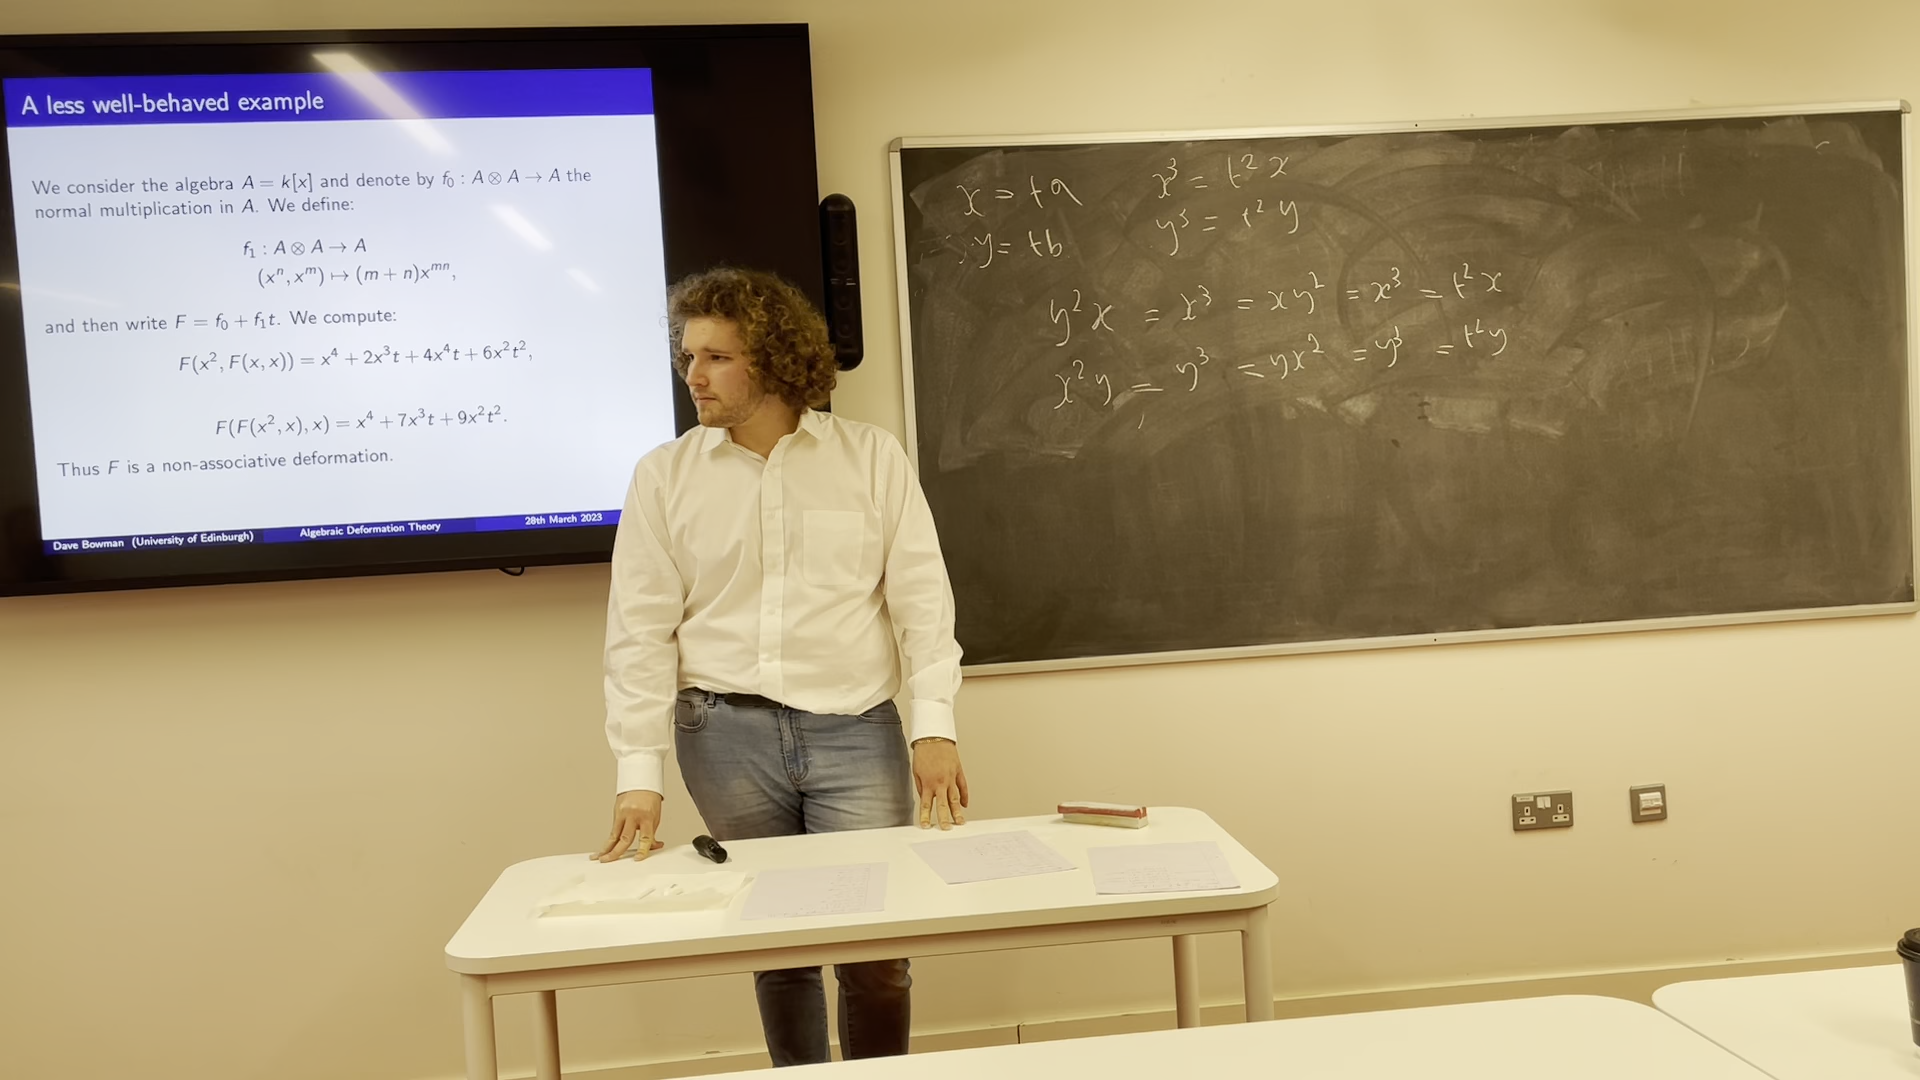 A less well-behaved example
We consider the algebra A = k[x] and denote by f₀ : A ⊗ A → A the
normal multiplication in A. We define:
f₁ : A ⊗ A → A
(xⁿ, xᵐ) ↦ (m + n)xᵐⁿ,
and then write F = f₀ + f₁t. We compute:
F(x², F(x, x)) = x⁴ + 2x³t + 4x⁴t + 6x²t²,
F(F(x², x), x) = x⁴ + 7x³t + 9x²t².
Thus F is a non-associative deformation.
Dave Bowman (University of Edinburgh) Algebraic Deformation Theory 28th March 2023
x = ta x³ = t²x
y = tb y³ = t²y
y²x = x³ = xy² = x³ = t²x
x²y = y³ = yx² = y³ = t²y